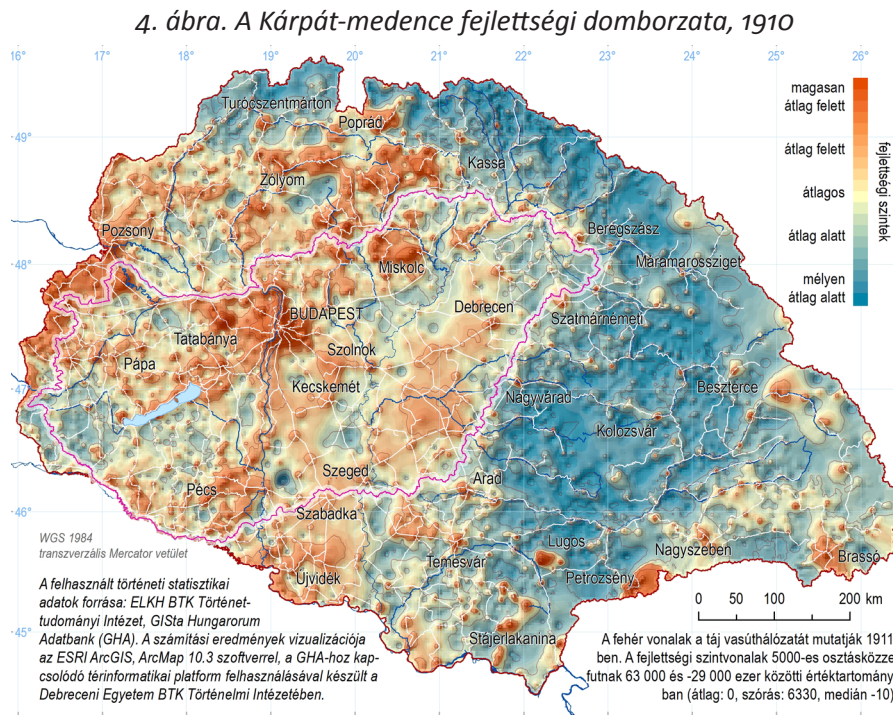 4. ábra. A Kárpát-medence fejlettségi domborzata, 1910
16° 17° 18° 19° 20° 21° 22° 23° 24° 25° 26°
49°
48°
47°
46°
45°
Turócszentmárton
Poprád
Kassa
Zólyom
Pozsony
Beregszász
Miskolc
Máramarossziget
Debrecen
BUDAPEST
Szatmárnémeti
Tatabánya
Szolnok
Pápa
Kecskemét
Beszterce
Nagyvárad
Kolozsvár
Szeged
Arad
Pécs
Szabadka
Lugos
Nagyszeben
Brassó
Temesvár
Petrozsény
Újvidék
Stájerlakanina
magasan
átlag felett
átlag felett
átlagos
átlag alatt
mélyen
átlag alatt
fejlettségi szintek
WGS 1984
transzverzális Mercator vetület
A felhasznált történeti statisztikai
adatok forrása: ELKH BTK Történet-
tudományi Intézet, GISta Hungarorum
Adatbank (GHA). A számítási eredmények vizualizációja
az ESRI ArcGIS, ArcMap 10.3 szoftverrel, a GHA-hoz kap-
csolódó térinformatikai platform felhasználásával készült a
Debreceni Egyetem BTK Történelmi Intézetében.
0 50 100 200 km
A fehér vonalak a táj vasúthálózatát mutatják 1911
ben. A fejlettségi szintvonalak 5000-es osztásközze
futnak 63 000 és -29 000 ezer közötti értéktartomány
ban (átlag: 0, szórás: 6330, medián -10)